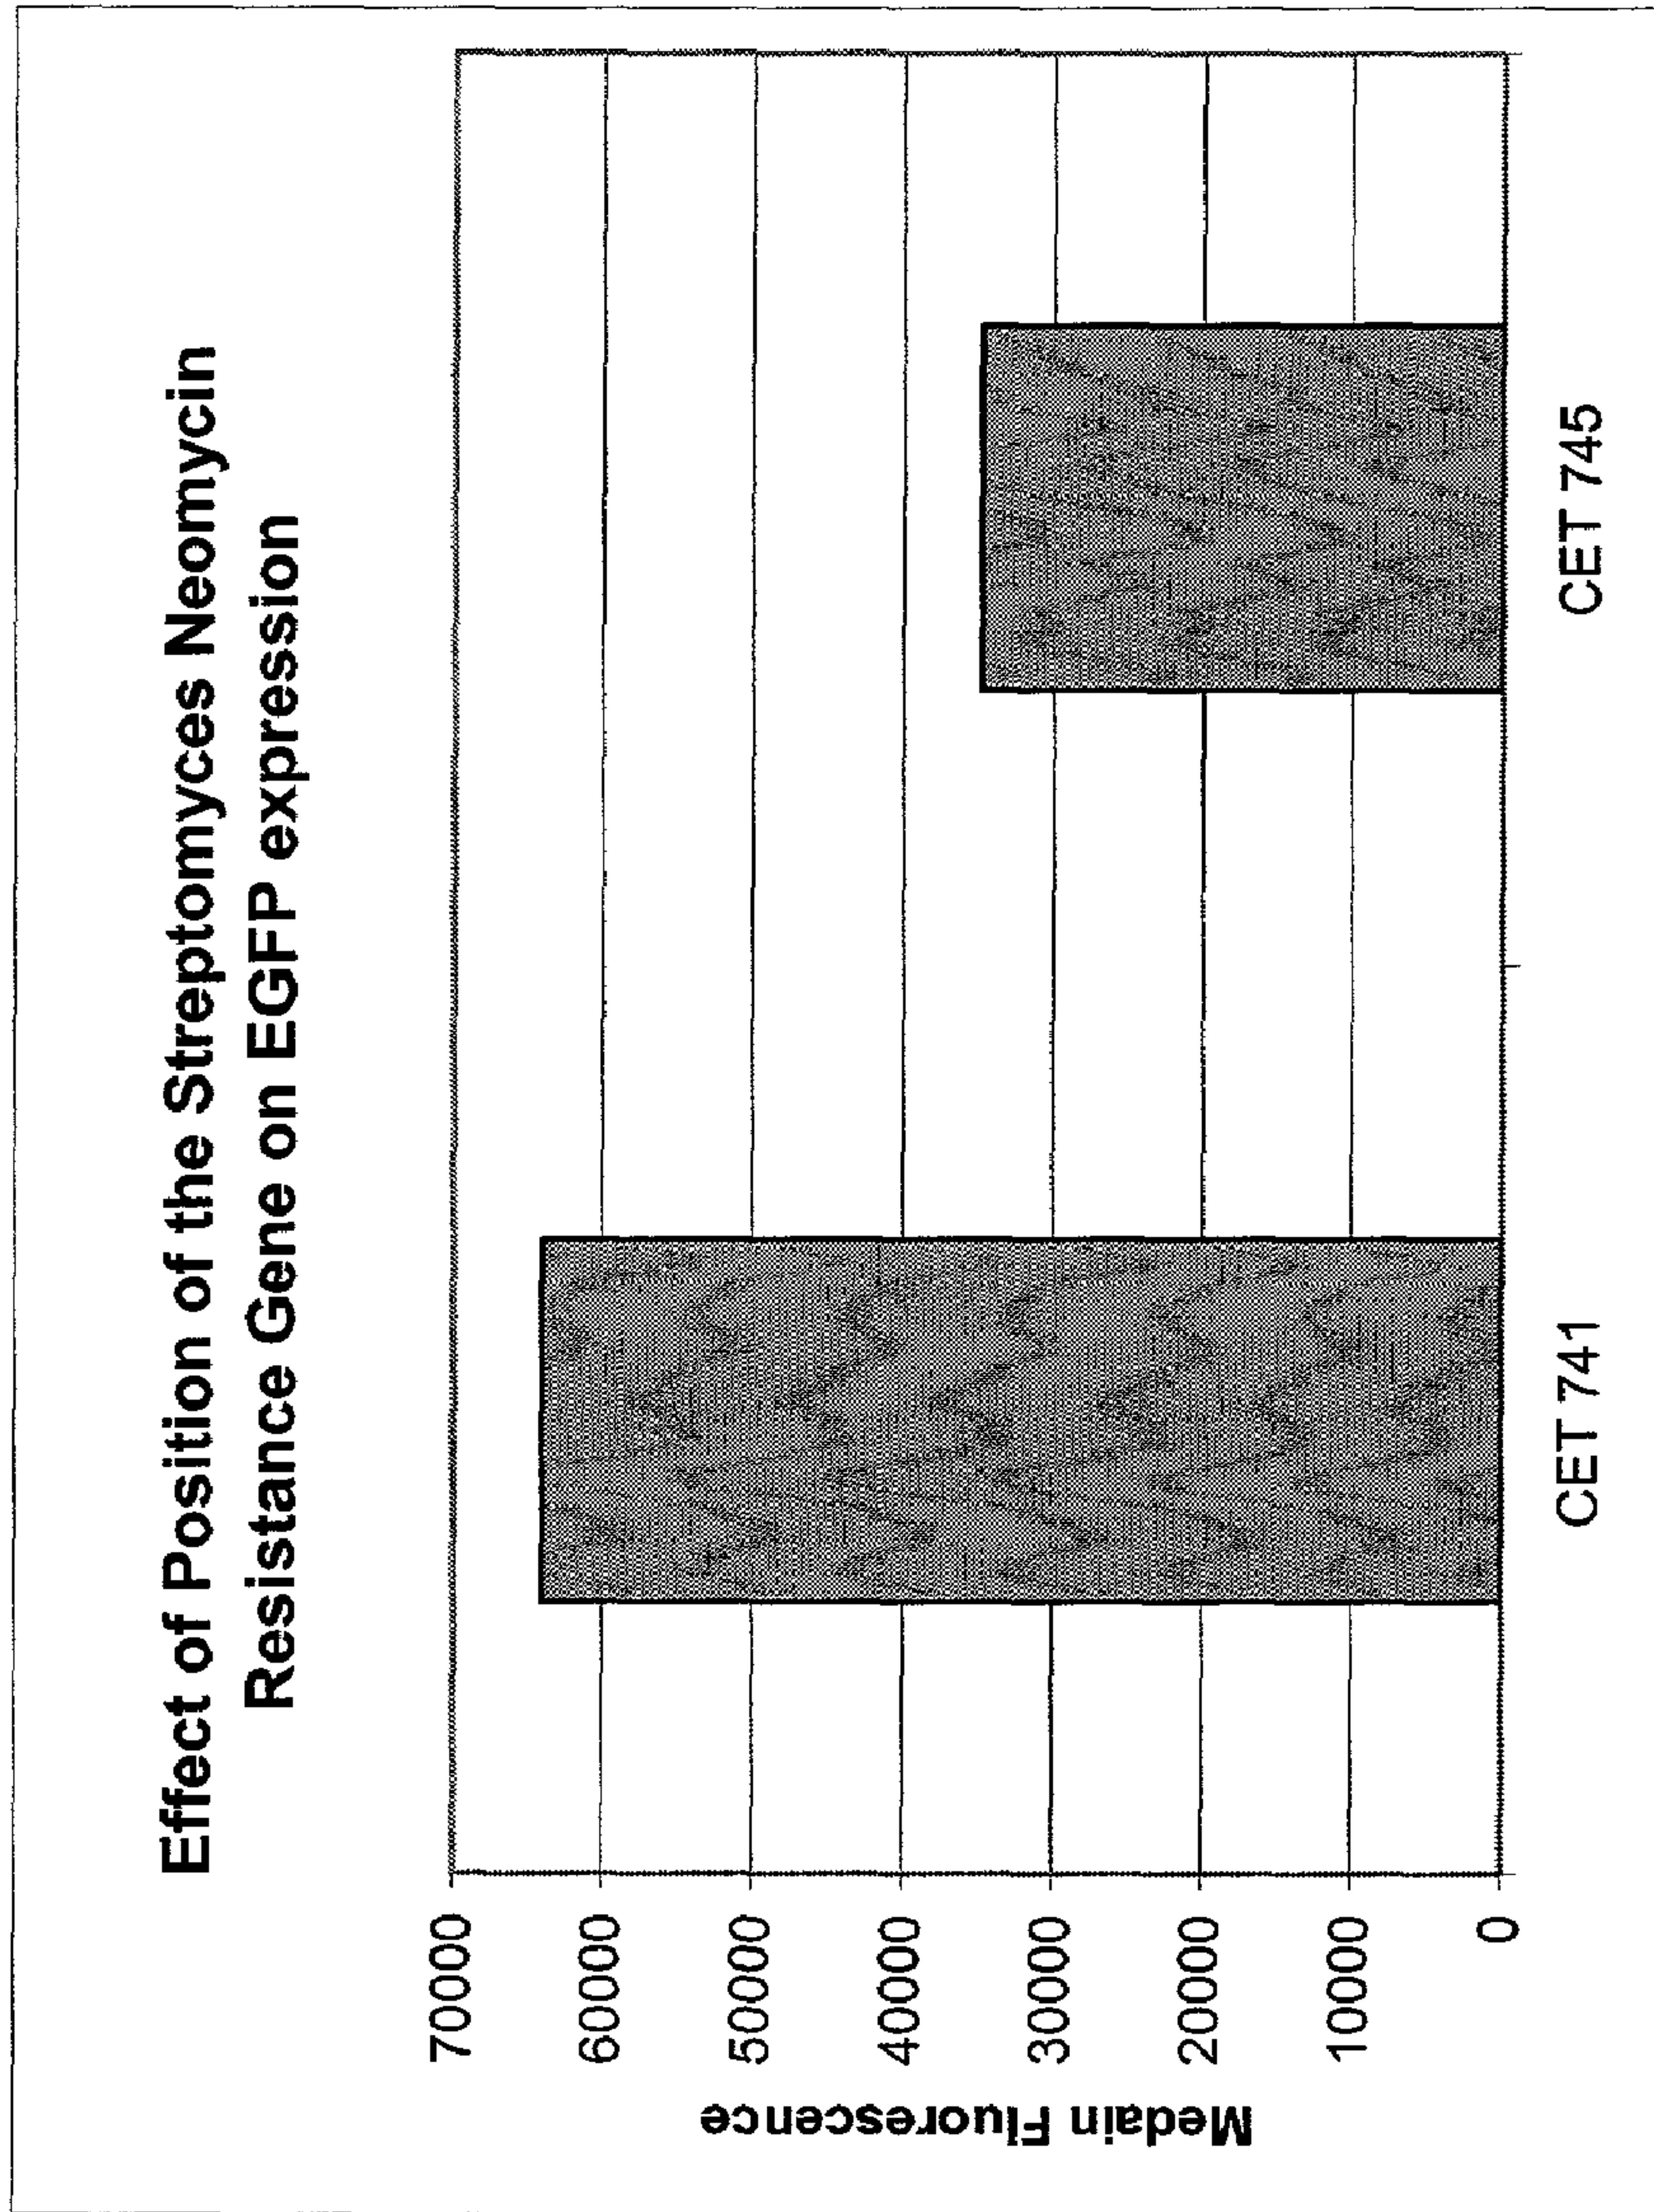 Effect of Position of the Streptomyces Neomycin
Resistance Gene on EGFP expression
Medain Fluorescence
70000
60000
50000
40000
30000
20000
10000
0
CET 741
CET 745